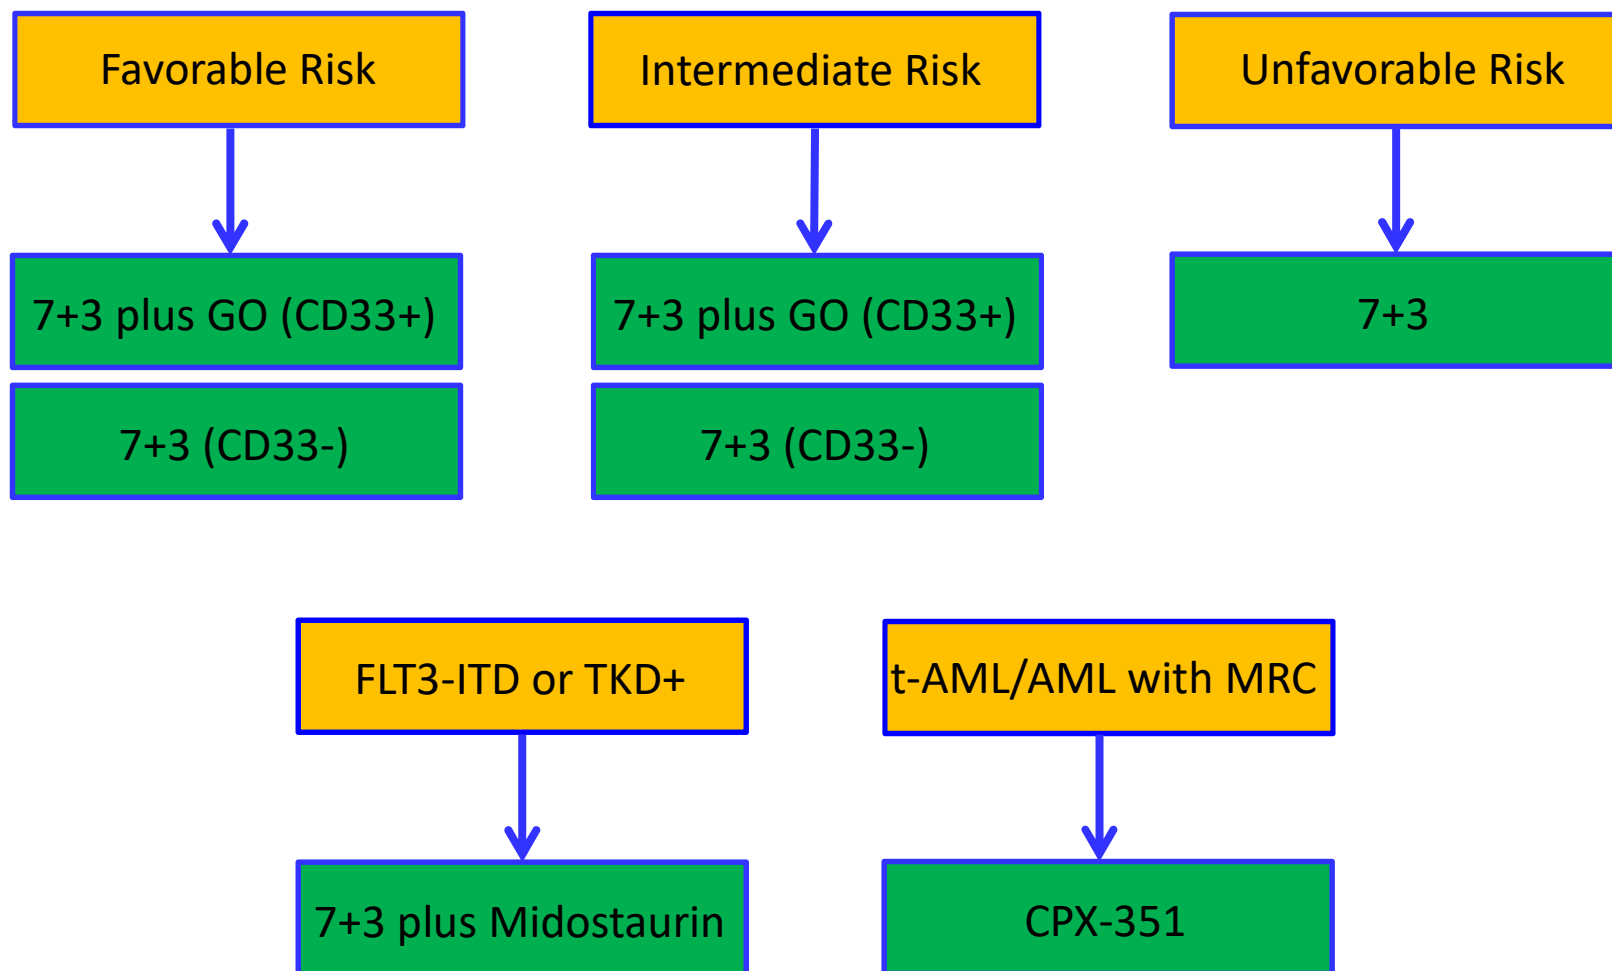 Favorable Risk
Intermediate Risk
Unfavorable Risk
7+3 plus GO (CD33+)
7+3 plus GO (CD33+)
7+3
7+3 (CD33-)
7+3 (CD33-)
FLT3-ITD or TKD+
t-AML/AML with MRC
7+3 plus Midostaurin
CPX-351